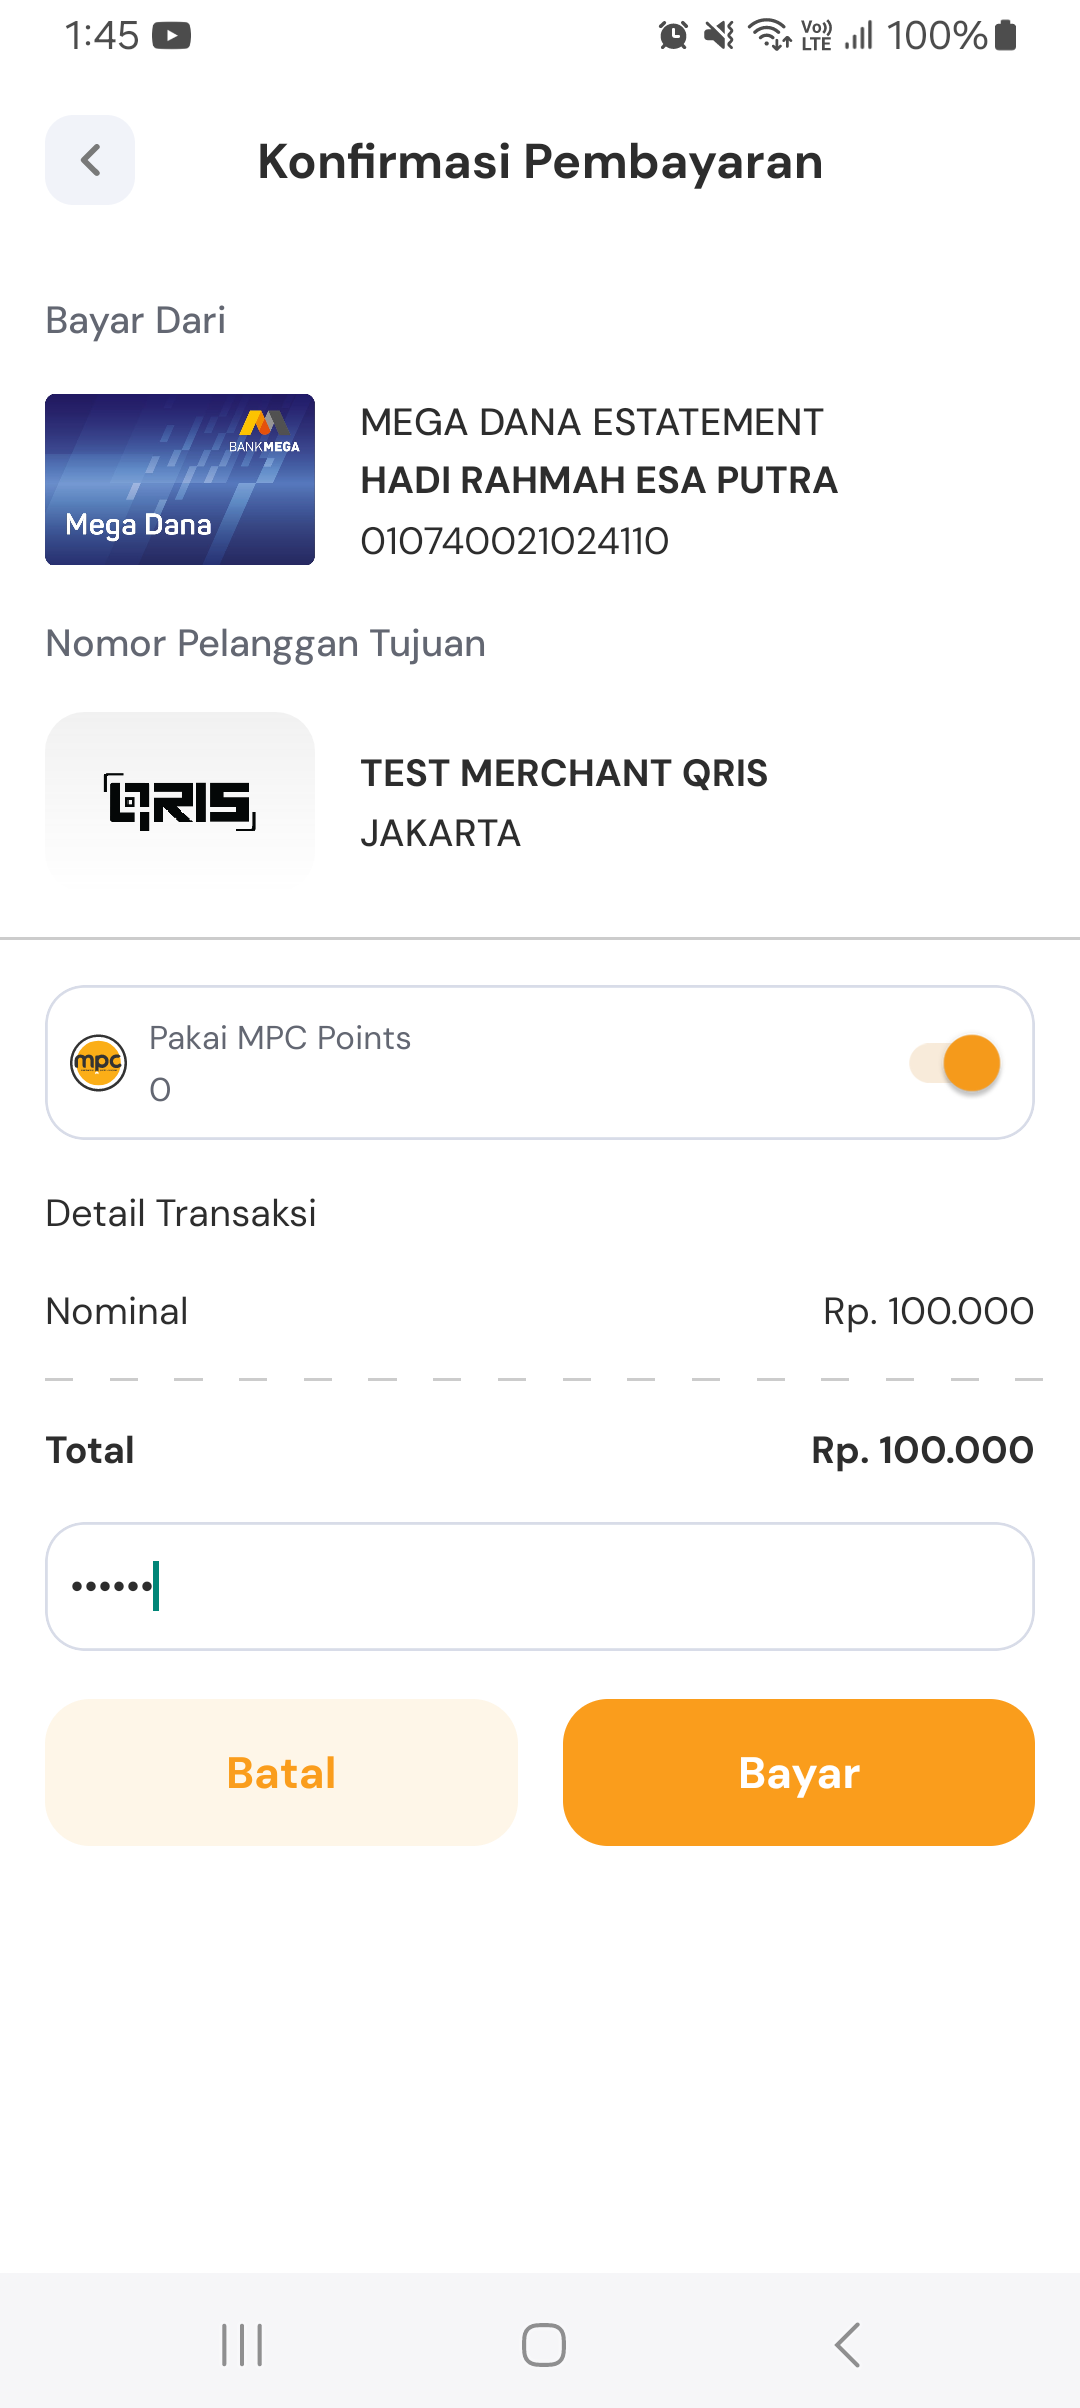 1:45
Vo)) LTE 100%
Konfirmasi Pembayaran
Bayar Dari
BANKMEGA
Mega Dana
MEGA DANA ESTATEMENT
HADI RAHMAH ESA PUTRA
010740021024110
Nomor Pelanggan Tujuan
QRIS
TEST MERCHANT QRIS
JAKARTA
mpc
Pakai MPC Points
0
Detail Transaksi
Nominal Rp. 100.000
Total Rp. 100.000
••••••
Batal Bayar